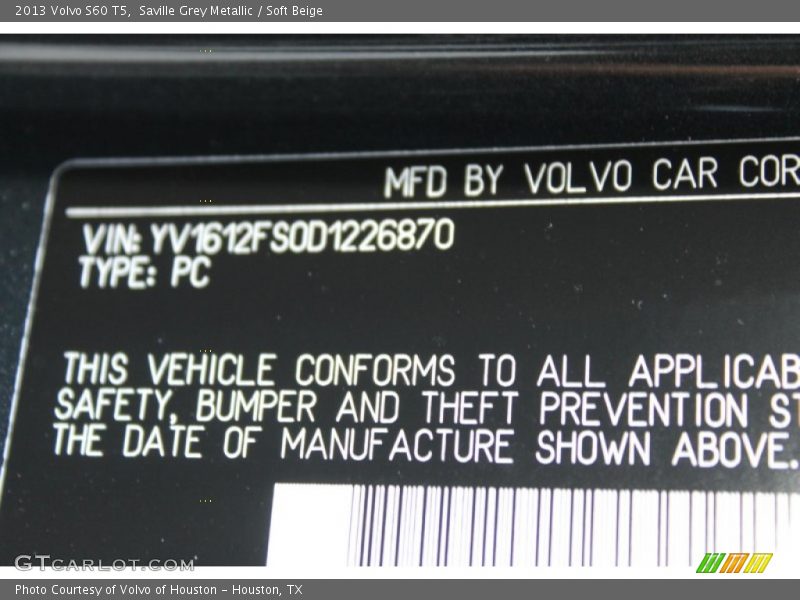 2013 Volvo S60 T5, Saville Grey Metallic / Soft Beige
MFD BY VOLVO CAR COR
VIN: YV1612FS0D1226870
TYPE: PC
THIS VEHICLE CONFORMS TO ALL APPLICAB
SAFETY, BUMPER AND THEFT PREVENTION ST
THE DATE OF MANUFACTURE SHOWN ABOVE.
GTCARLOT.COM
Photo Courtesy of Volvo of Houston - Houston, TX